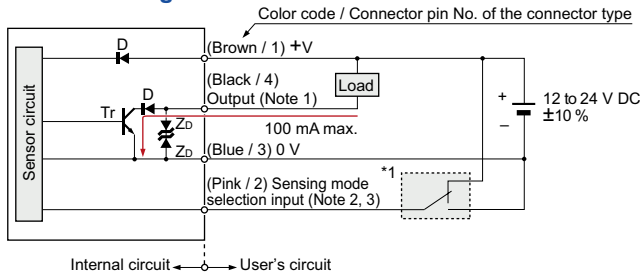 Color code / Connector pin No. of the connector type
D
(Brown / 1) +V
(Black / 4)
Output (Note 1)
Load
D
Tr
ZD
ZD
100 mA max.
+
−
12 to 24 V DC
±10 %
Sensor circuit
(Blue / 3) 0 V
*1
(Pink / 2) Sensing mode
selection input (Note 2, 3)
Internal circuit
User's circuit